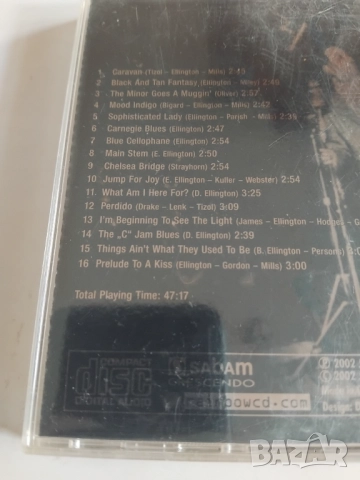 1 Caravan (Tizol – Ellington – Mills) 2:45
2 Black And Tan Fantasy (Ellington – Miley) 2:46
3 The Minor Goes A Muggin' (Oliver) 2:57
4 Mood Indigo (Bigard – Ellington – Mills) 2:47
5 Sophisticated Lady (Ellington – Parish – Mills) 2:39
6 Carnegie Blues (Ellington) 2:47
7 Blue Cellophane (Ellington) 2:54
8 Main Stem (E. Ellington) 2:50
9 Chelsea Bridge (Strayhorn) 2:54
10 Jump For Joy (E. Ellington – Kuller – Webster) 2:54
11 What Am I Here For? (D. Ellington) 3:25
12 Perdido (Drake – Lenk – Tizol) 3:09
13 I'm Beginning To See The Light (James – Ellington – Hodges – G
14 The „C" Jam Blues (D. Ellington) 2:39
15 Things Ain't What They Used To Be (B. Ellington – Persons)
16 Prelude To A Kiss (Ellington – Gordon – Mills) 3:00
Total Playing Time: 47:17
COMPACT
disc
DIGITAL AUDIO
SAOAM
CRESCENDO
℗ 2002
© 2002
Design
bazar.bg